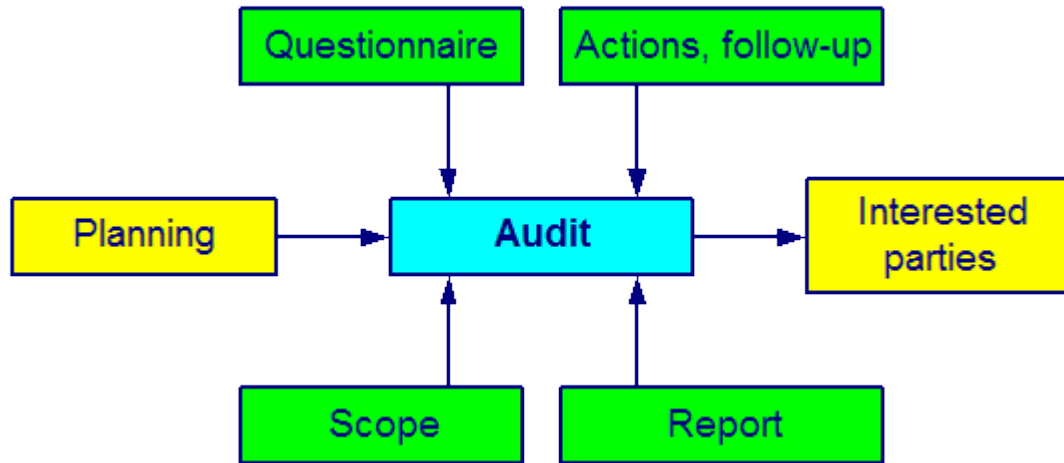 Questionnaire
Actions, follow-up
Planning
Audit
Interested
parties
Scope
Report